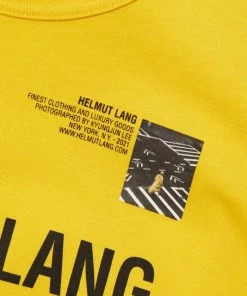 HELMUT LANG
FINEST CLOTHING AND LUXURY GOODS
PHOTOGRAPHED BY KYUNGJUN LEE
NEW YORK, N.Y - 2021
WWW.HELMUTLANG.COM
LANG